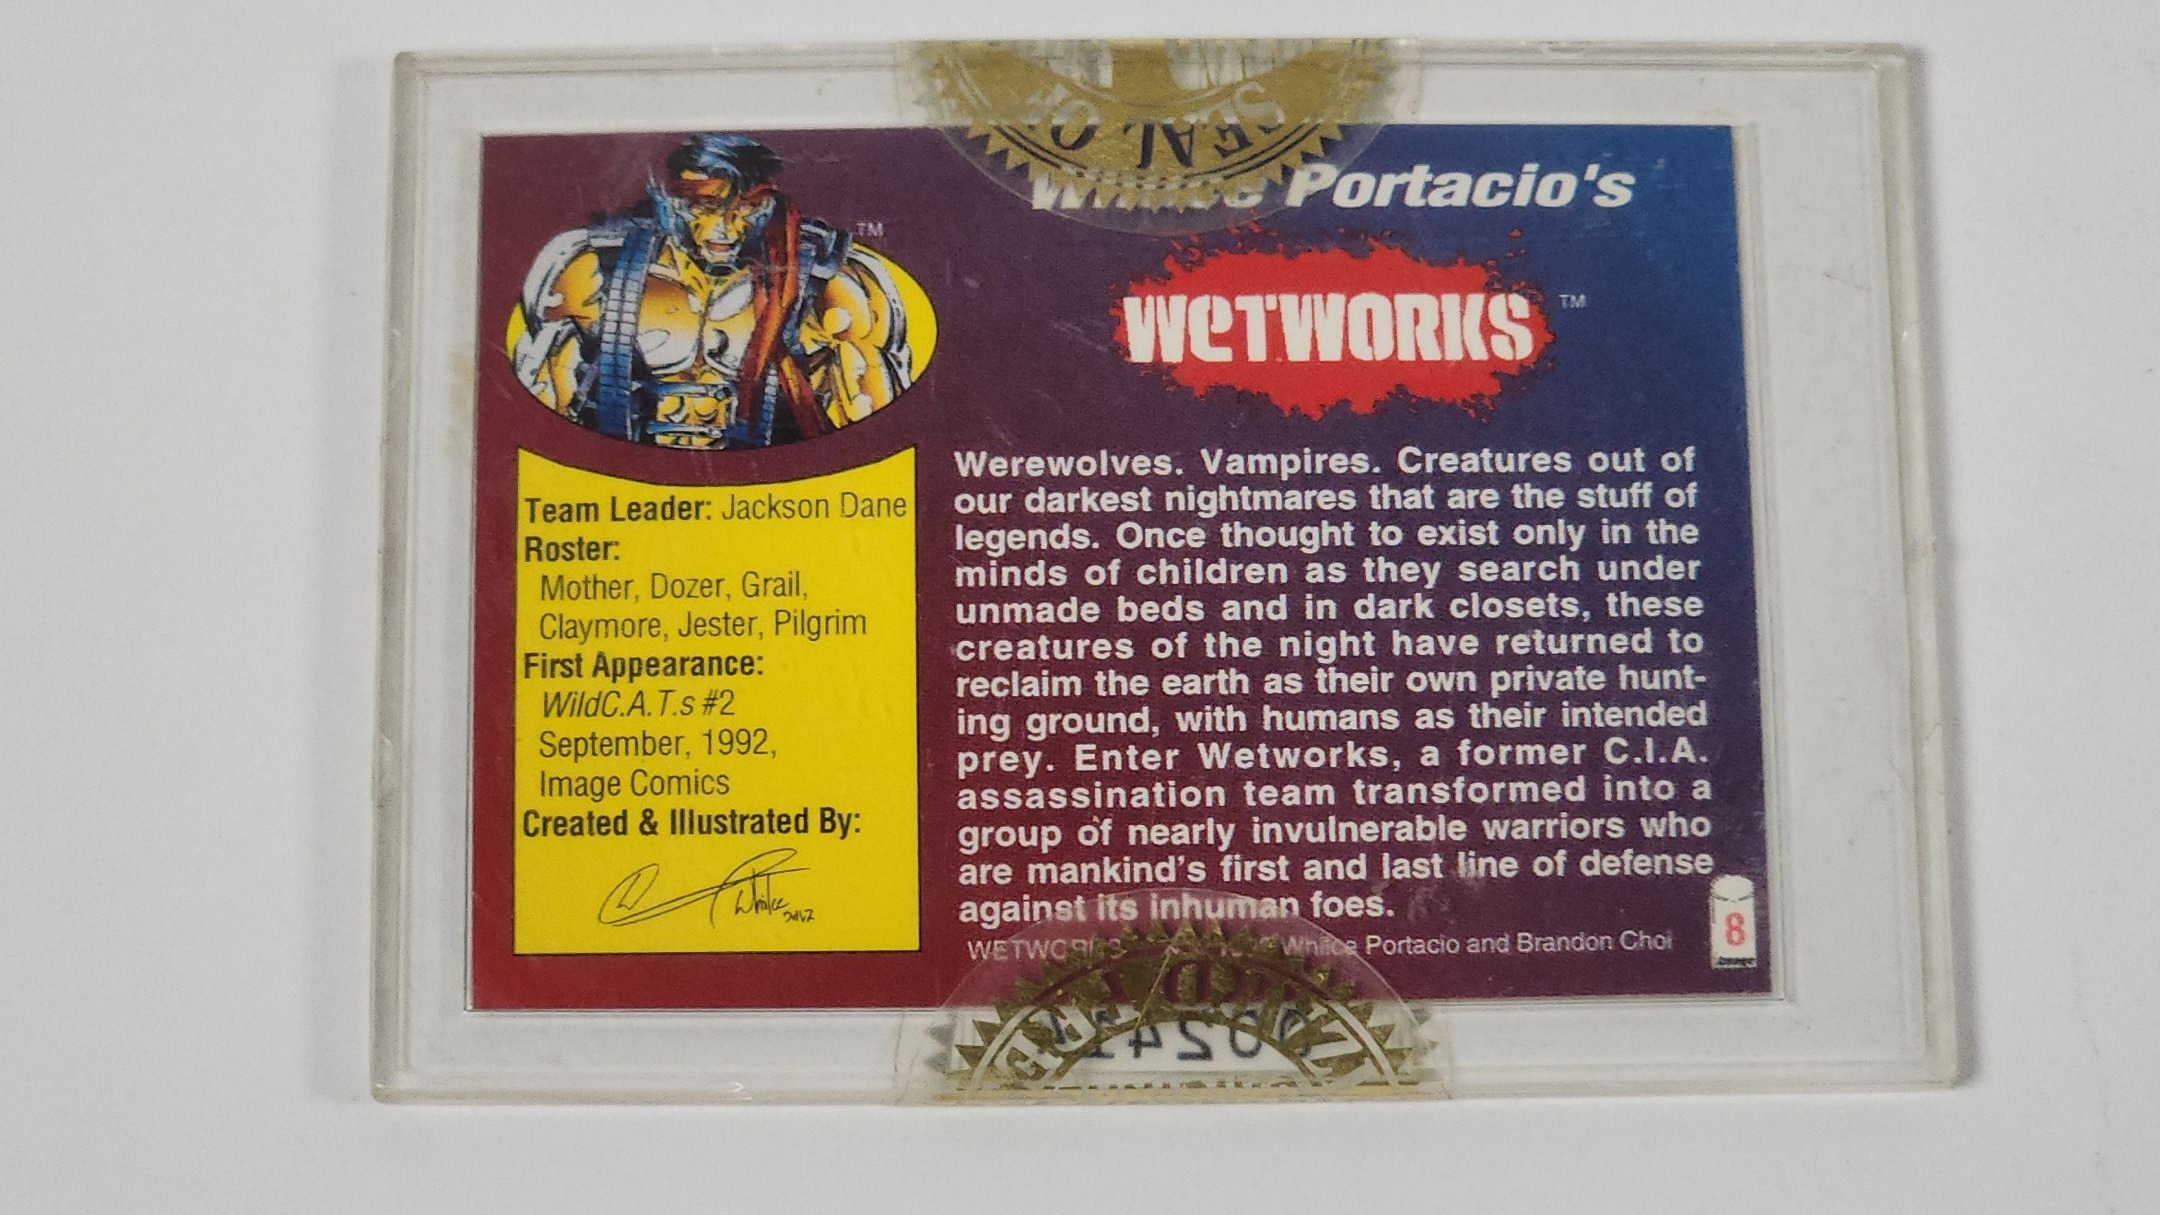 SEAL OF
Whilce Portacio's
TM
WETWORKS TM
Team Leader: Jackson Dane
Roster:
Mother, Dozer, Grail,
Claymore, Jester, Pilgrim
First Appearance:
WildC.A.T.s #2
September, 1992,
Image Comics
Created & Illustrated By:
Whilce
Werewolves. Vampires. Creatures out of
our darkest nightmares that are the stuff of
legends. Once thought to exist only in the
minds of children as they search under
unmade beds and in dark closets, these
creatures of the night have returned to
reclaim the earth as their own private hunt-
ing ground, with humans as their intended
prey. Enter Wetworks, a former C.I.A.
assassination team transformed into a
group of nearly invulnerable warriors who
are mankind's first and last line of defense
against its inhuman foes.
WETWORKS Whilce Portacio and Brandon Choi
8